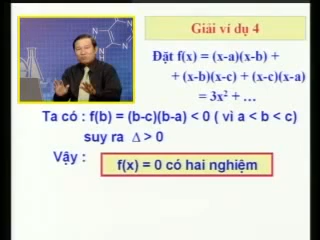 Giải ví dụ 4
Đặt f(x) = (x-a)(x-b) +
+ (x-b)(x-c) + (x-c)(x-a)
= 3x² + ...
Ta có : f(b) = (b-c)(b-a) < 0 ( vì a < b < c)
suy ra Δ > 0
Vậy :
f(x) = 0 có hai nghiệm